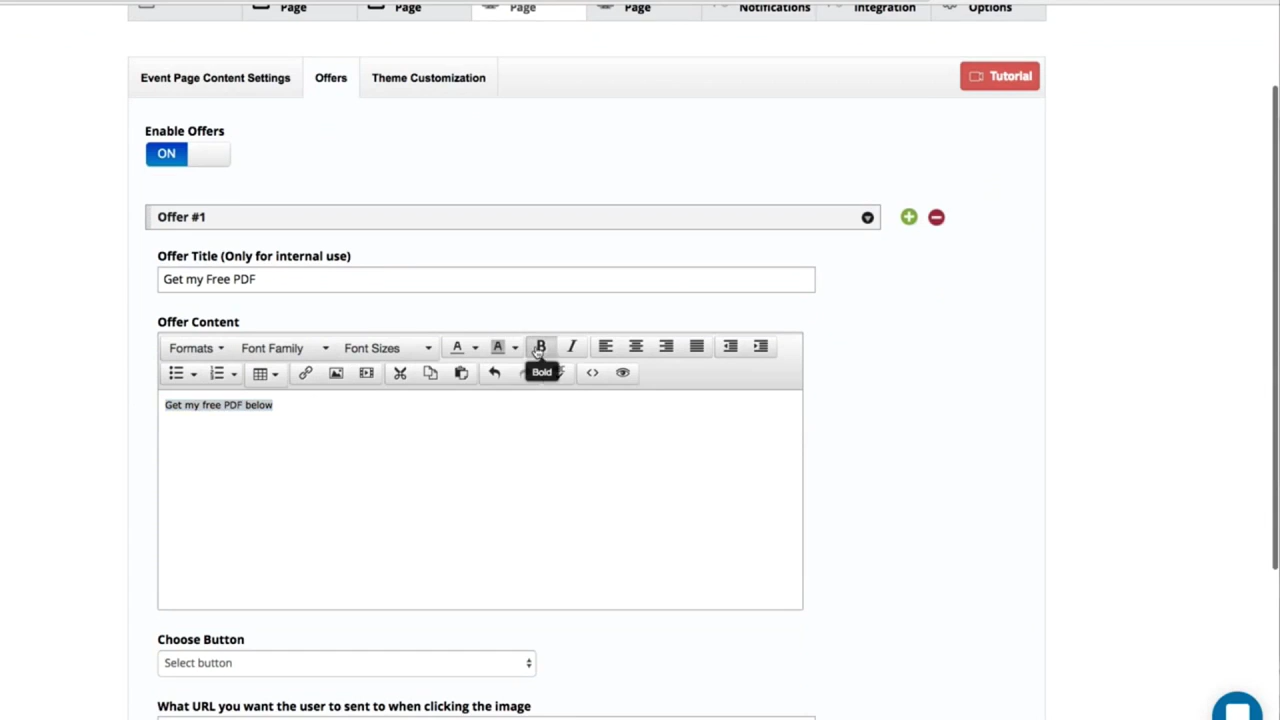 Page Page Page Page Notifications Integration Options
Event Page Content Settings Offers Theme Customization Tutorial
Enable Offers
ON
Offer #1
Offer Title (Only for internal use)
Get my Free PDF
Offer Content
Formats Font Family Font Sizes A A B I
Bold
Get my free PDF below
Choose Button
Select button
What URL you want the user to sent to when clicking the image